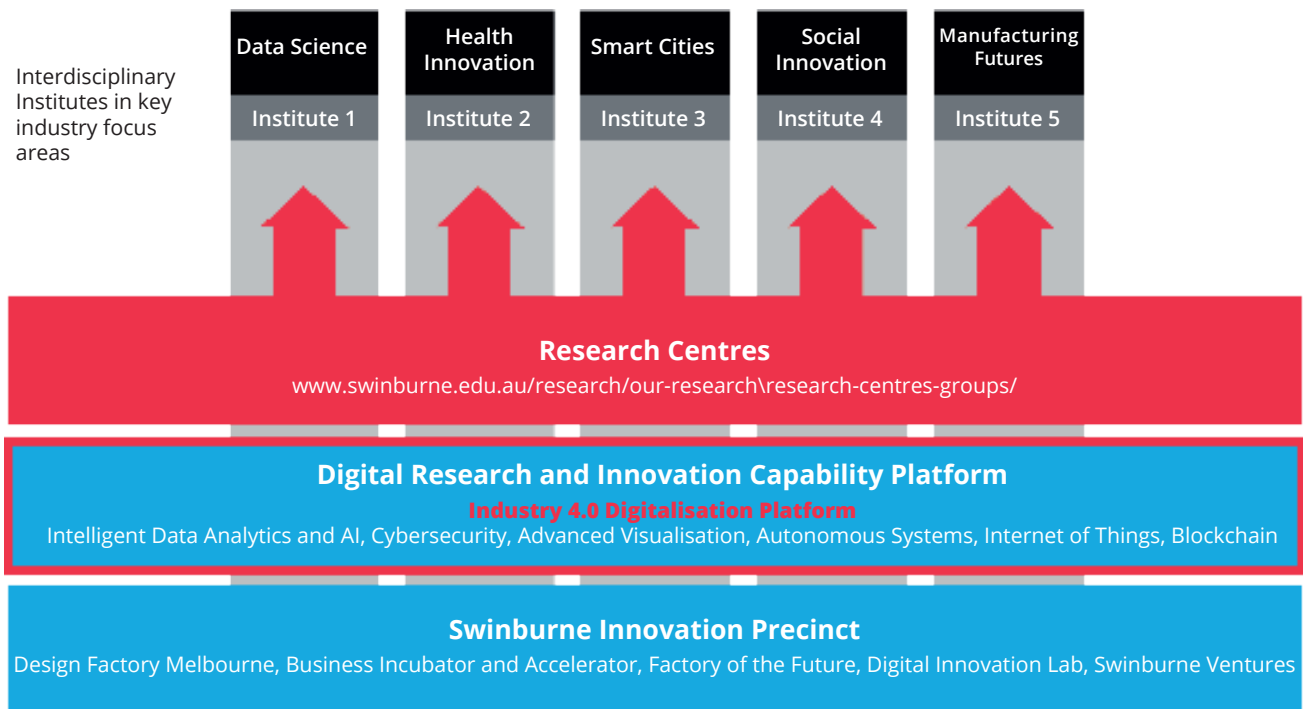 Interdisciplinary
Institutes in key
industry focus
areas
Data Science
Institute 1
Health
Innovation
Institute 2
Smart Cities
Institute 3
Social
Innovation
Institute 4
Manufacturing
Futures
Institute 5
Research Centres
www.swinburne.edu.au/research/our-research\research-centres-groups/
Digital Research and Innovation Capability Platform
Industry 4.0 Digitalisation Platform
Intelligent Data Analytics and AI, Cybersecurity, Advanced Visualisation, Autonomous Systems, Internet of Things, Blockchain
Swinburne Innovation Precinct
Design Factory Melbourne, Business Incubator and Accelerator, Factory of the Future, Digital Innovation Lab, Swinburne Ventures